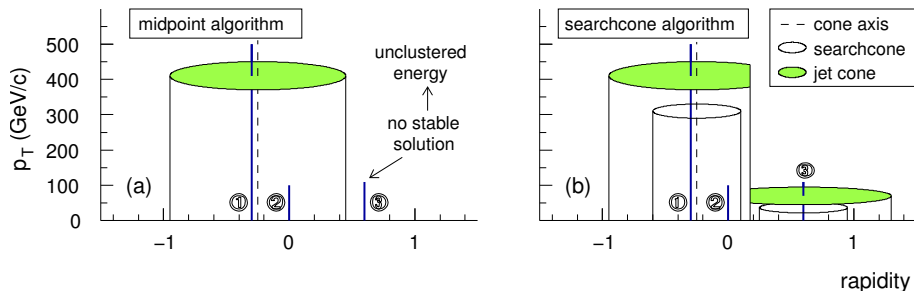 midpoint algorithm
p_T (GeV/c)
500
400
300
200
100
0
unclustered
energy
no stable
solution
(a)
①
②
③
−1
0
1
searchcone algorithm
cone axis
searchcone
jet cone
(b)
①
②
③
−1
0
1
rapidity